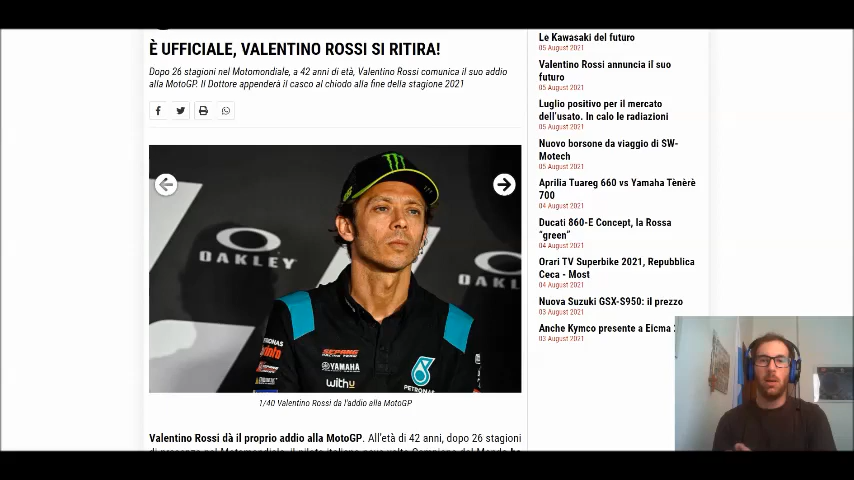 È UFFICIALE, VALENTINO ROSSI SI RITIRA!
Dopo 26 stagioni nel Motomondiale, a 42 anni di età, Valentino Rossi comunica il suo addio
alla MotoGP. Il Dottore appenderà il casco al chiodo alla fine della stagione 2021
OAKLEY
OAKLEY
PETRONAS
SEPANG
YAMAHA
withU
PETRONAS
1/40 Valentino Rossi da l'addio alla MotoGP
Valentino Rossi dà il proprio addio alla MotoGP. All'età di 42 anni, dopo 26 stagioni
Le Kawasaki del futuro
05 August 2021
Valentino Rossi annuncia il suo
futuro
05 August 2021
Luglio positivo per il mercato
dell'usato. In calo le radiazioni
05 August 2021
Nuovo borsone da viaggio di SW-
Motech
05 August 2021
Aprilia Tuareg 660 vs Yamaha Tènèrè
700
04 August 2021
Ducati 860-E Concept, la Rossa
“green”
04 August 2021
Orari TV Superbike 2021, Repubblica
Ceca - Most
04 August 2021
Nuova Suzuki GSX-S950: il prezzo
03 August 2021
Anche Kymco presente a Eicma
03 August 2021